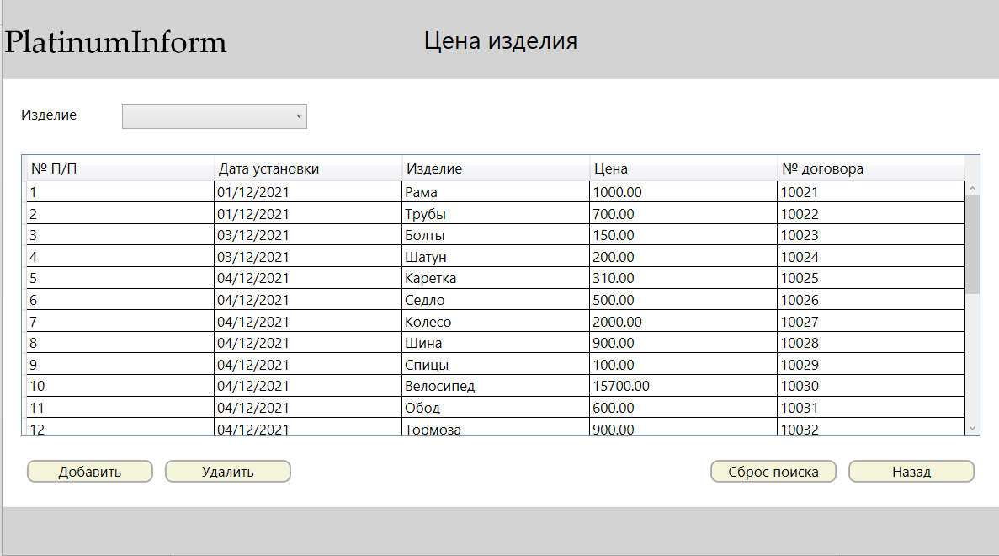 PlatinumInform Цена изделия
Изделие
№ П/П Дата установки Изделие Цена № договора
1 01/12/2021 Рама 1000.00 10021
2 01/12/2021 Трубы 700.00 10022
3 03/12/2021 Болты 150.00 10023
4 03/12/2021 Шатун 200.00 10024
5 04/12/2021 Каретка 310.00 10025
6 04/12/2021 Седло 500.00 10026
7 04/12/2021 Колесо 2000.00 10027
8 04/12/2021 Шина 900.00 10028
9 04/12/2021 Спицы 100.00 10029
10 04/12/2021 Велосипед 15700.00 10030
11 04/12/2021 Обод 600.00 10031
12 04/12/2021 Тормоза 900.00 10032
Добавить Удалить Сброс поиска Назад